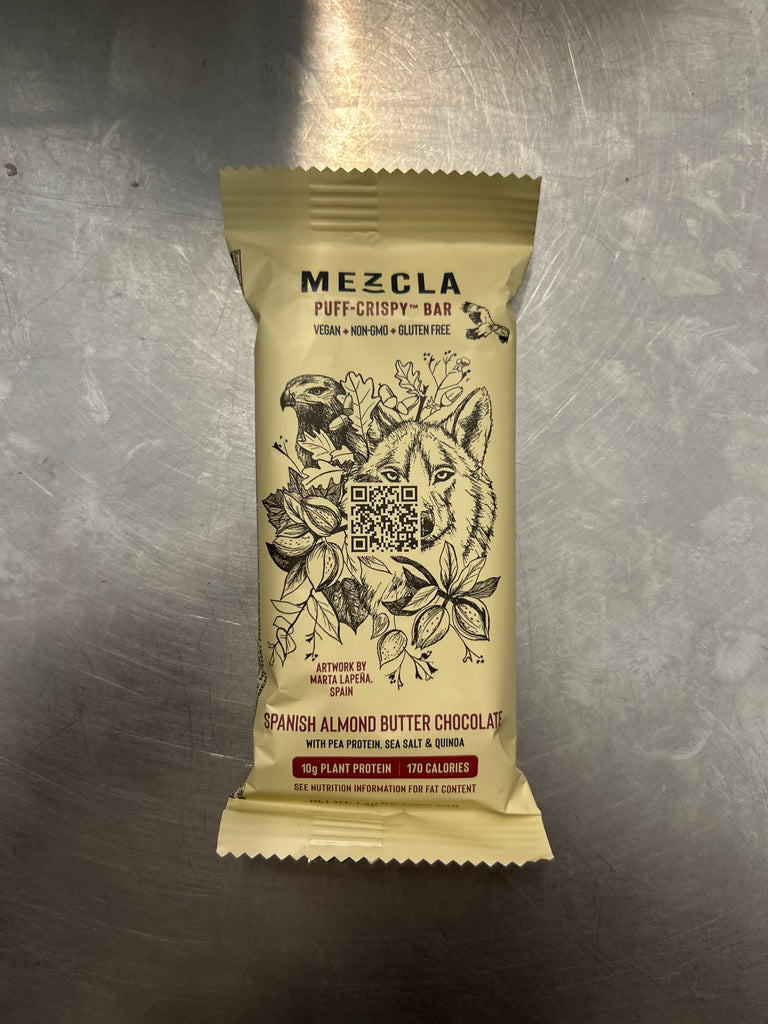 MEZCLA
PUFF-CRISPY™ BAR
VEGAN + NON-GMO + GLUTEN FREE
ARTWORK BY
MARTA LAPEÑA,
SPAIN
SPANISH ALMOND BUTTER CHOCOLATE
WITH PEA PROTEIN, SEA SALT & QUINOA
10g PLANT PROTEIN | 170 CALORIES
SEE NUTRITION INFORMATION FOR FAT CONTENT